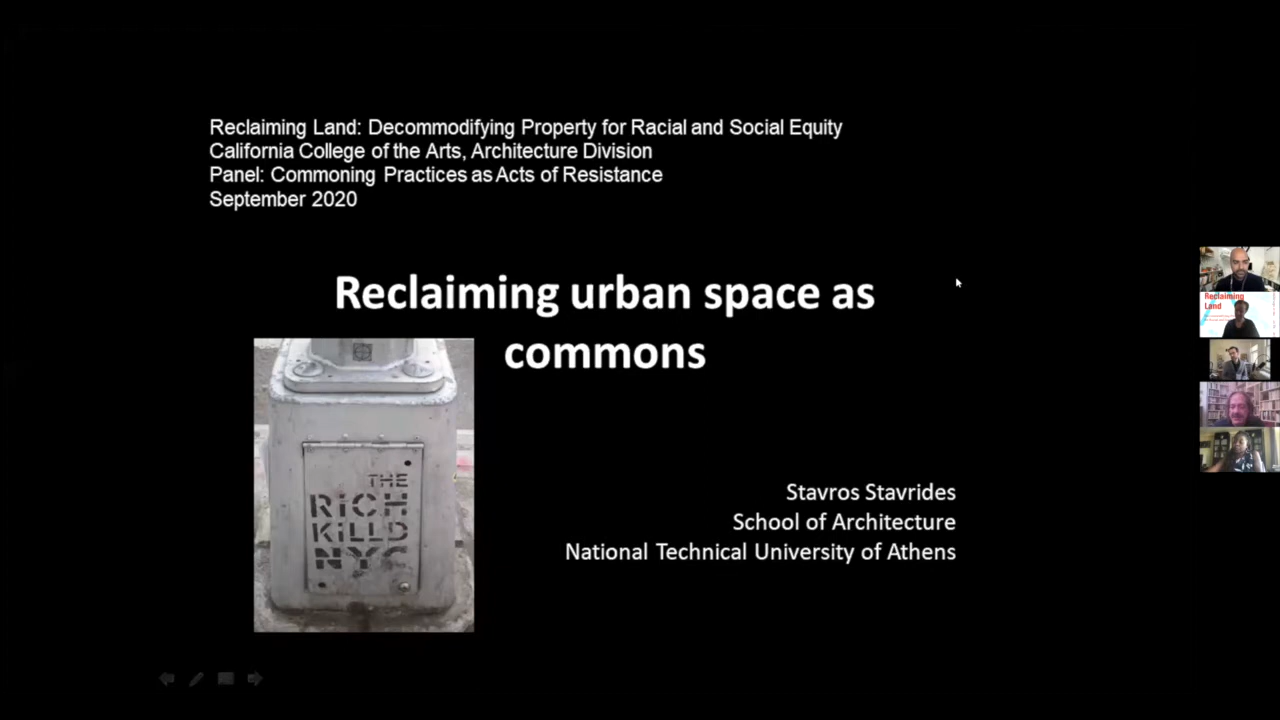 Reclaiming Land: Decommodifying Property for Racial and Social Equity
California College of the Arts, Architecture Division
Panel: Commoning Practices as Acts of Resistance
September 2020
Reclaiming urban space as
commons
THE
RiCH
KiLLD
NYC
Stavros Stavrides
School of Architecture
National Technical University of Athens
Reclaiming
Land